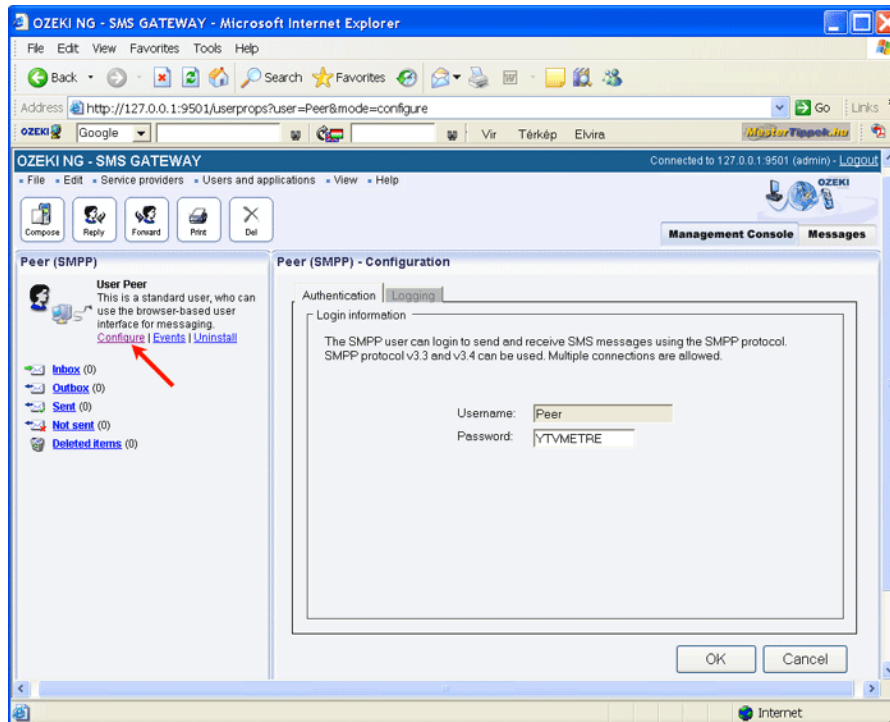 OZEKI NG - SMS GATEWAY - Microsoft Internet Explorer
File Edit View Favorites Tools Help
Back Search Favorites
Address http://127.0.0.1:9501/userprops?user=Peer&mode=configure Go Links
OZEKI Google Vir Térkép Elvira MisterTippek.hu
OZEKI NG - SMS GATEWAY Connected to 127.0.0.1:9501 (admin) - Logout
File Edit Service providers Users and applications View Help
OZEKI
Compose Reply Forward Print Del
Management Console Messages
Peer (SMPP)
User Peer
This is a standard user, who can
use the browser-based user
interface for messaging.
Configure | Events | Uninstall
Inbox (0)
Outbox (0)
Sent (0)
Not sent (0)
Deleted items (0)
Peer (SMPP) - Configuration
Authentication Logging
Login information
The SMPP user can login to send and receive SMS messages using the SMPP protocol.
SMPP protocol v3.3 and v3.4 can be used. Multiple connections are allowed.
Username: Peer
Password: YTVMETRE
OK Cancel
Internet